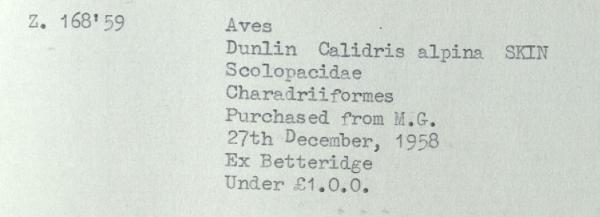 Z. 168'59
Aves
Dunlin Calidris alpina SKIN
Scolopacidae
Charadriiformes
Purchased from M.G.
27th December, 1958
Ex Betteridge
Under £1.0.0.